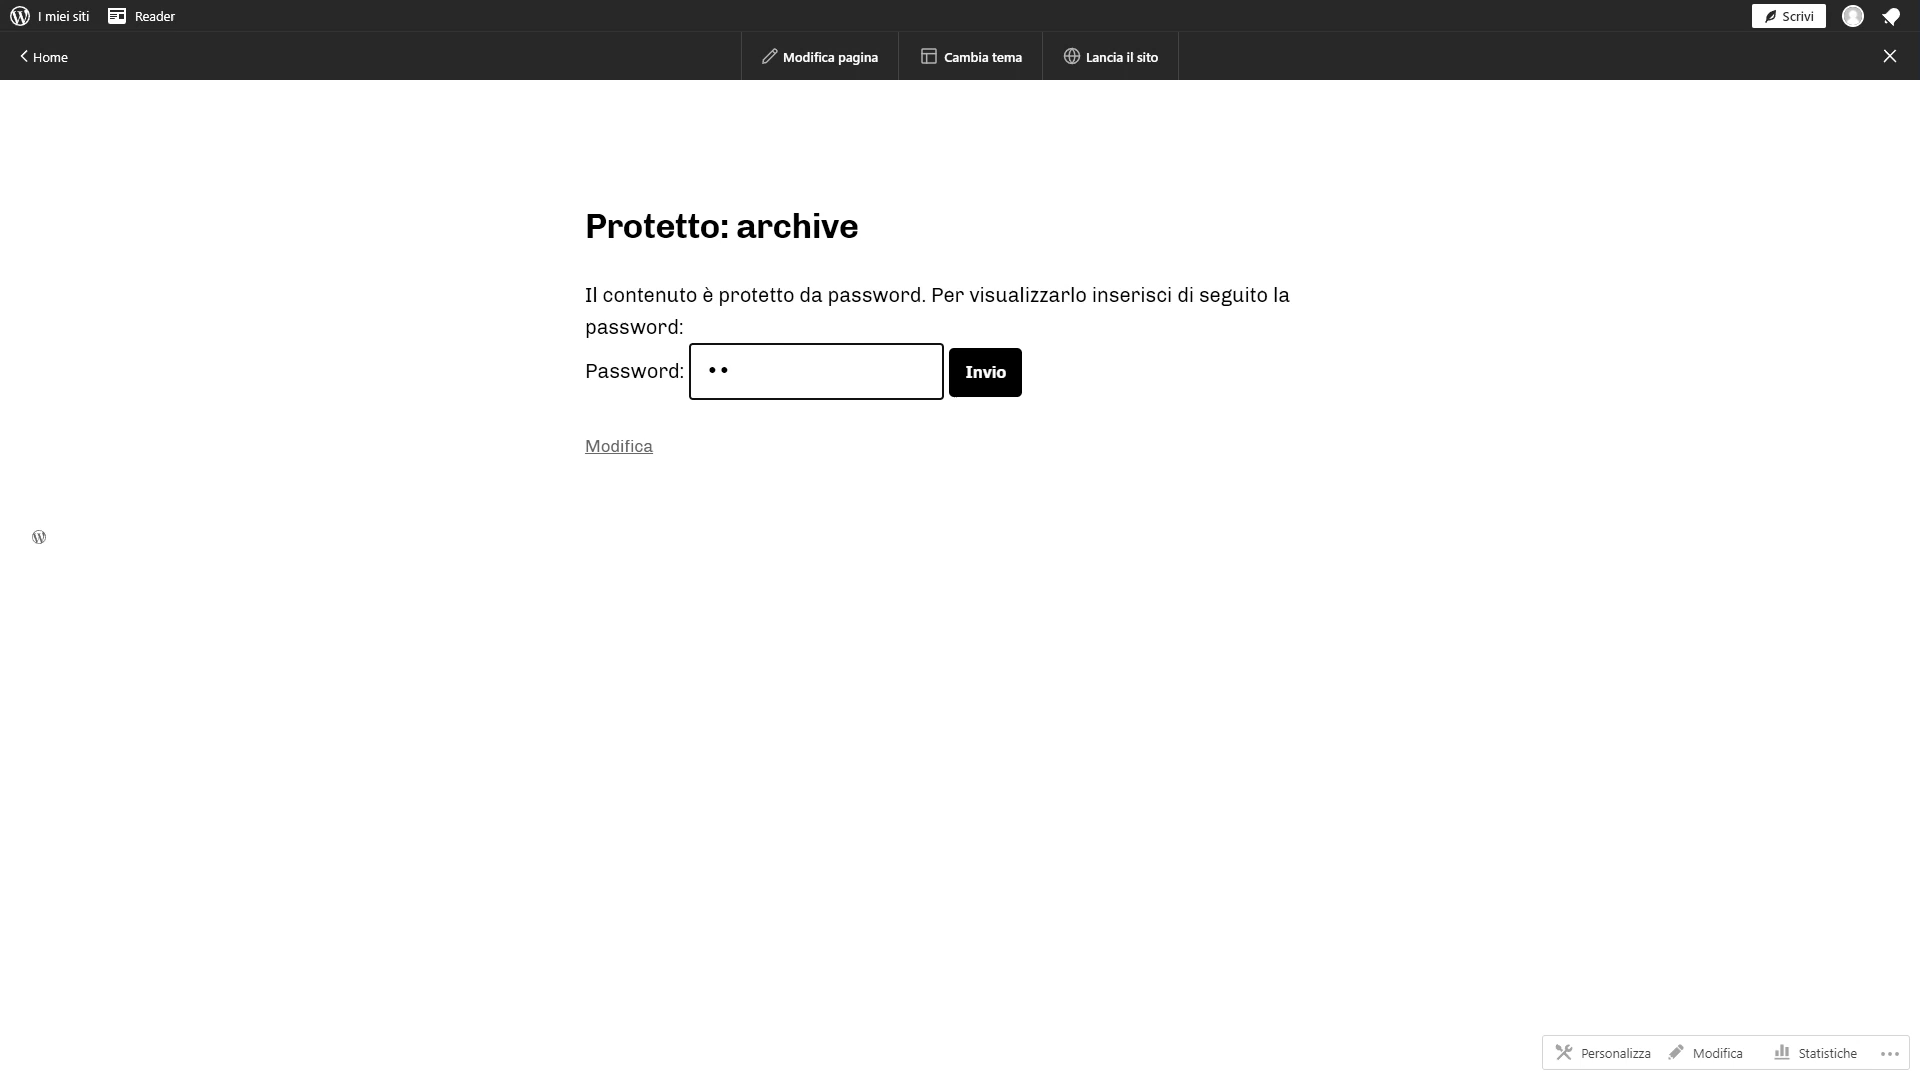 I miei siti Reader Scrivi
Home Modifica pagina Cambia tema Lancia il sito
Protetto: archive
Il contenuto è protetto da password. Per visualizzarlo inserisci di seguito la
password:
Password: •• Invio
Modifica
Personalizza Modifica Statistiche